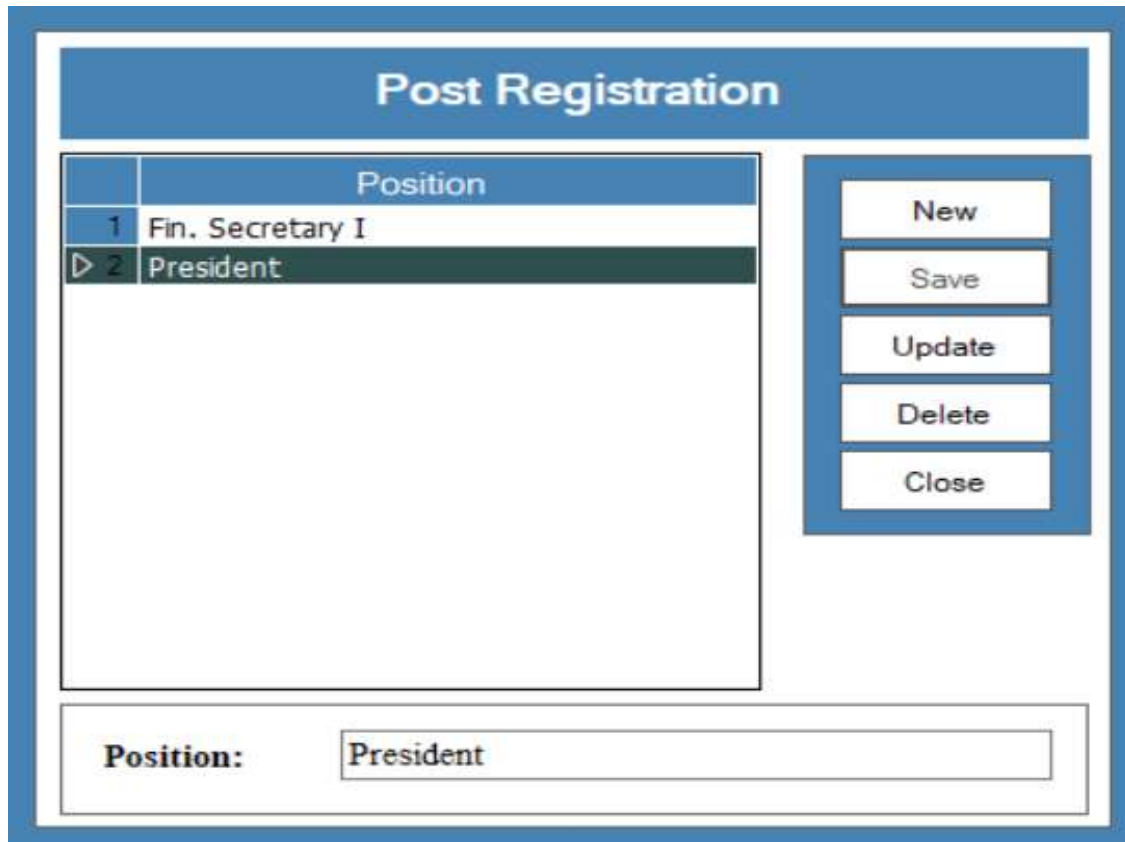 Post Registration
Position
1 Fin. Secretary I
2 President
New
Save
Update
Delete
Close
Position: President